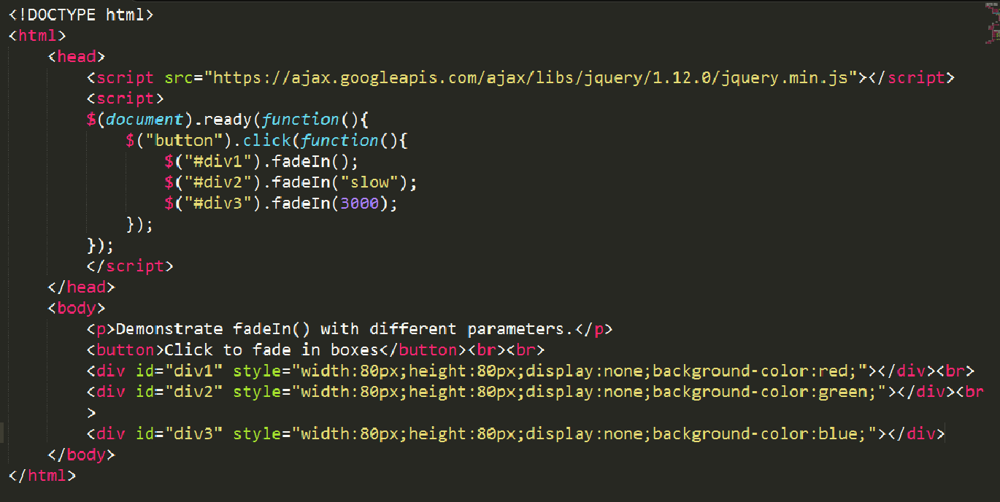 <!DOCTYPE html>
<html>
    <head>
        <script src="https://ajax.googleapis.com/ajax/libs/jquery/1.12.0/jquery.min.js"></script>
        <script>
        $(document).ready(function(){
            $("button").click(function(){
                $("#div1").fadeIn();
                $("#div2").fadeIn("slow");
                $("#div3").fadeIn(3000);
            });
        });
        </script>
    </head>
    <body>
        <p>Demonstrate fadeIn() with different parameters.</p>
        <button>Click to fade in boxes</button><br><br>
        <div id="div1" style="width:80px;height:80px;display:none;background-color:red;"></div><br>
        <div id="div2" style="width:80px;height:80px;display:none;background-color:green;"></div><br
        >
        <div id="div3" style="width:80px;height:80px;display:none;background-color:blue;"></div>
    </body>
</html>